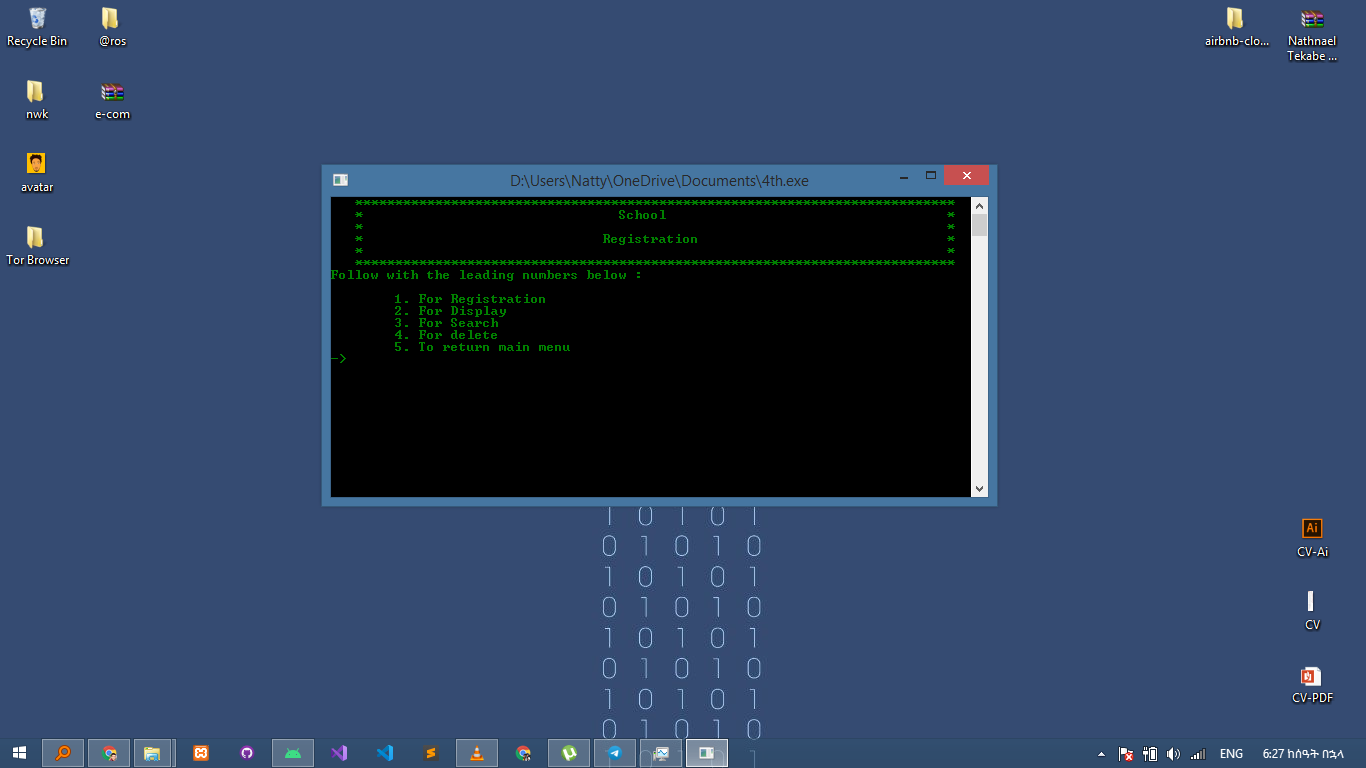 Recycle Bin
@ros
airbnb-clo...
Nathnael
Tekabe ...
nwk
e-com
avatar
Tor Browser
D:\Users\Natty\OneDrive\Documents\4th.exe
***************************************************************************
* School *
* *
* Registration *
* *
***************************************************************************
Follow with the leading numbers below :
1. For Registration
2. For Display
3. For Search
4. For delete
5. To return main menu
->
1 0 1 0 1
0 1 0 1 0
1 0 1 0 1
0 1 0 1 0
1 0 1 0 1
0 1 0 1 0
1 0 1 0 1
0 1 0 1 0
Ai
CV-Ai
CV
CV-PDF
ENG
6:27 ከሰዓት በኋላ